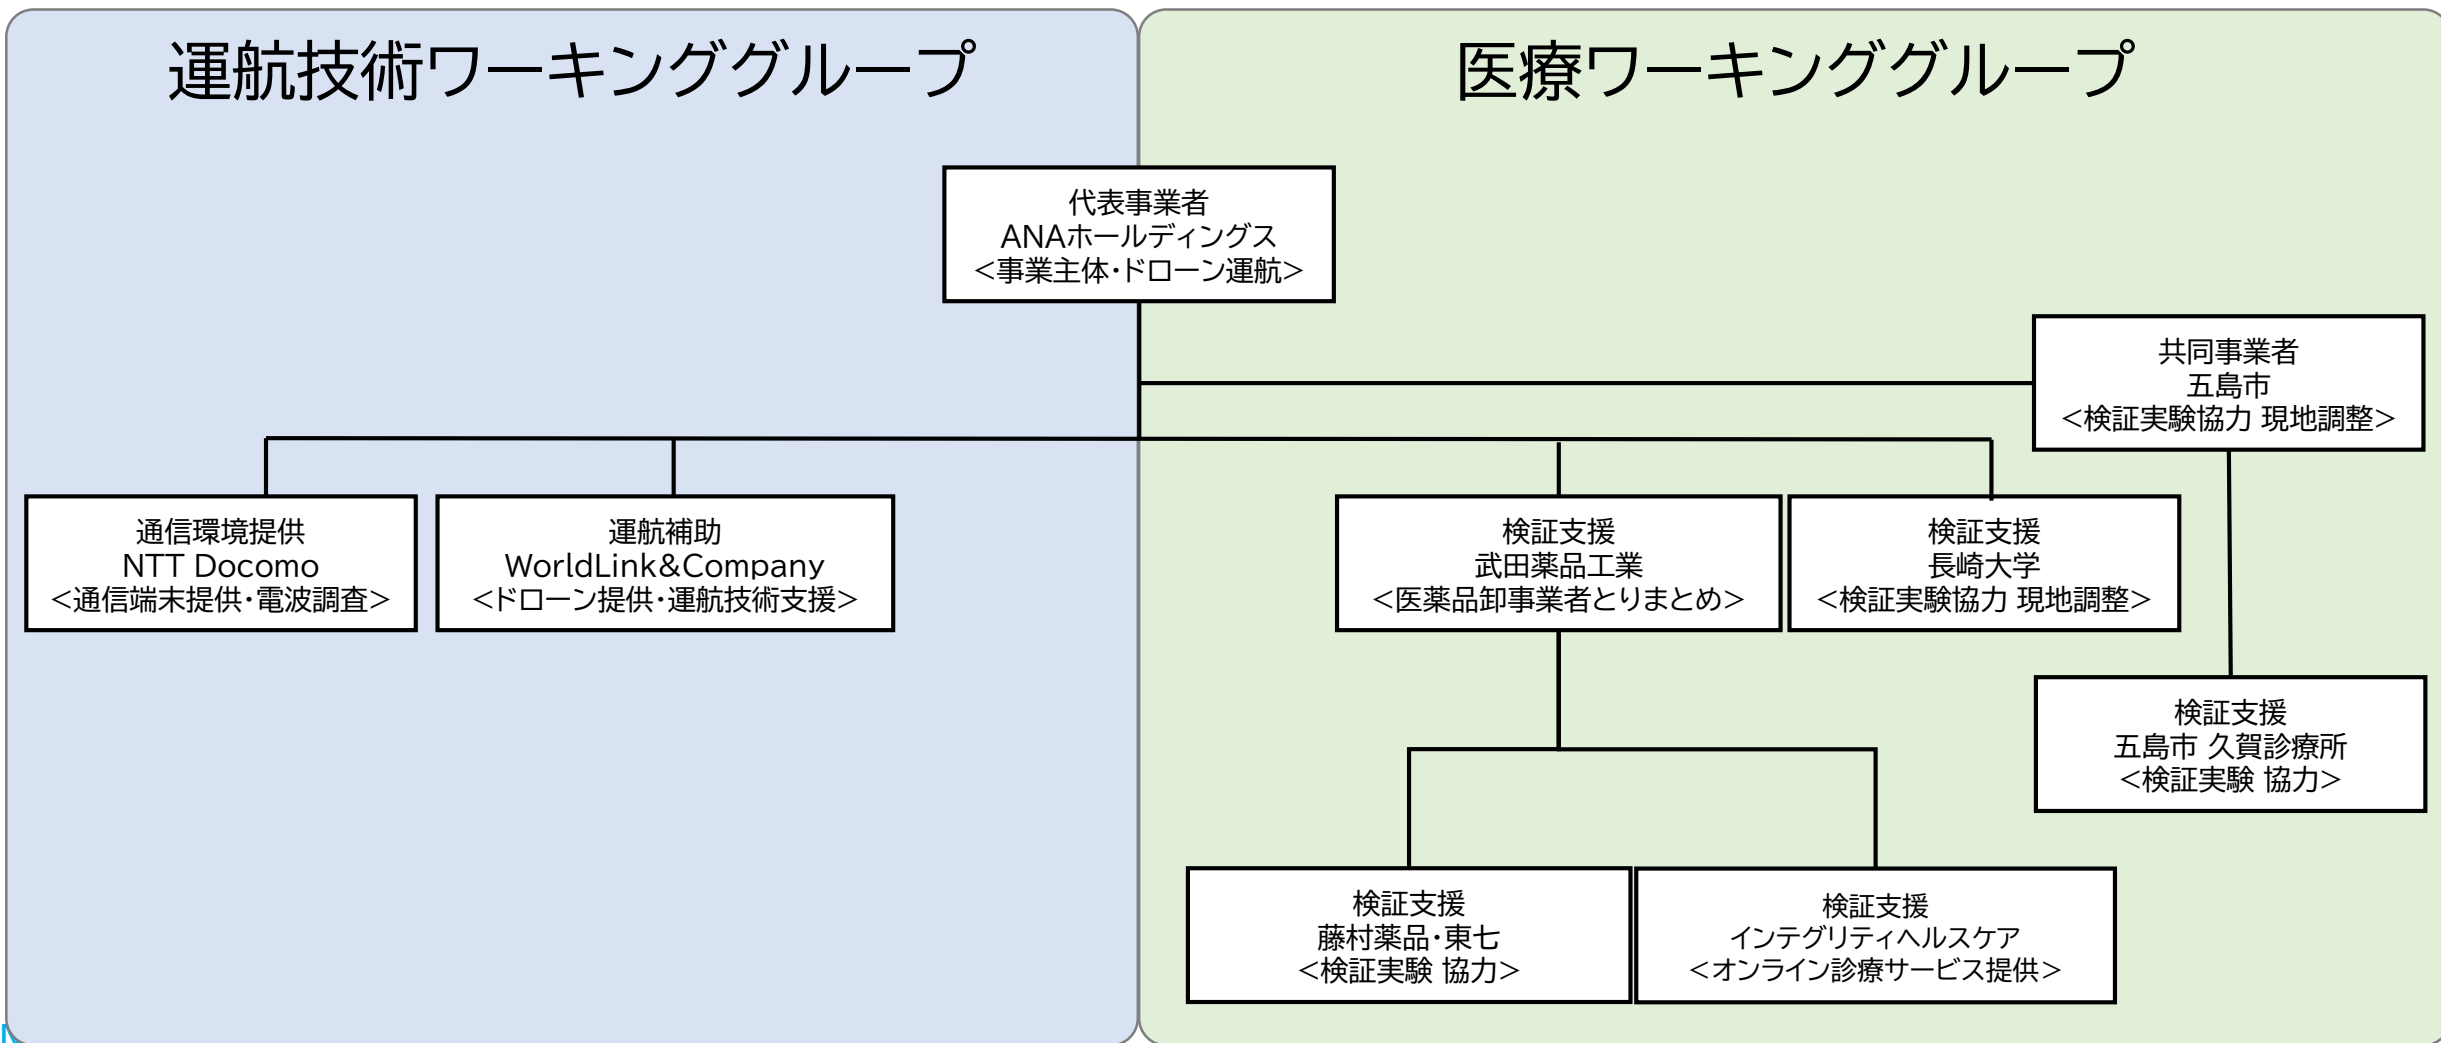 運航技術ワーキンググループ
医療ワーキンググループ
代表事業者
ANAホールディングス
<事業主体・ドローン運航>
共同事業者
五島市
<検証実験協力 現地調整>
通信環境提供
NTT Docomo
<通信端末提供・電波調査>
運航補助
WorldLink&Company
<ドローン提供・運航技術支援>
検証支援
武田薬品工業
<医薬品卸事業者とりまとめ>
検証支援
長崎大学
<検証実験協力 現地調整>
検証支援
五島市 久賀診療所
<検証実験 協力>
検証支援
藤村薬品・東七
<検証実験 協力>
検証支援
インテグリティヘルスケア
<オンライン診療サービス提供>